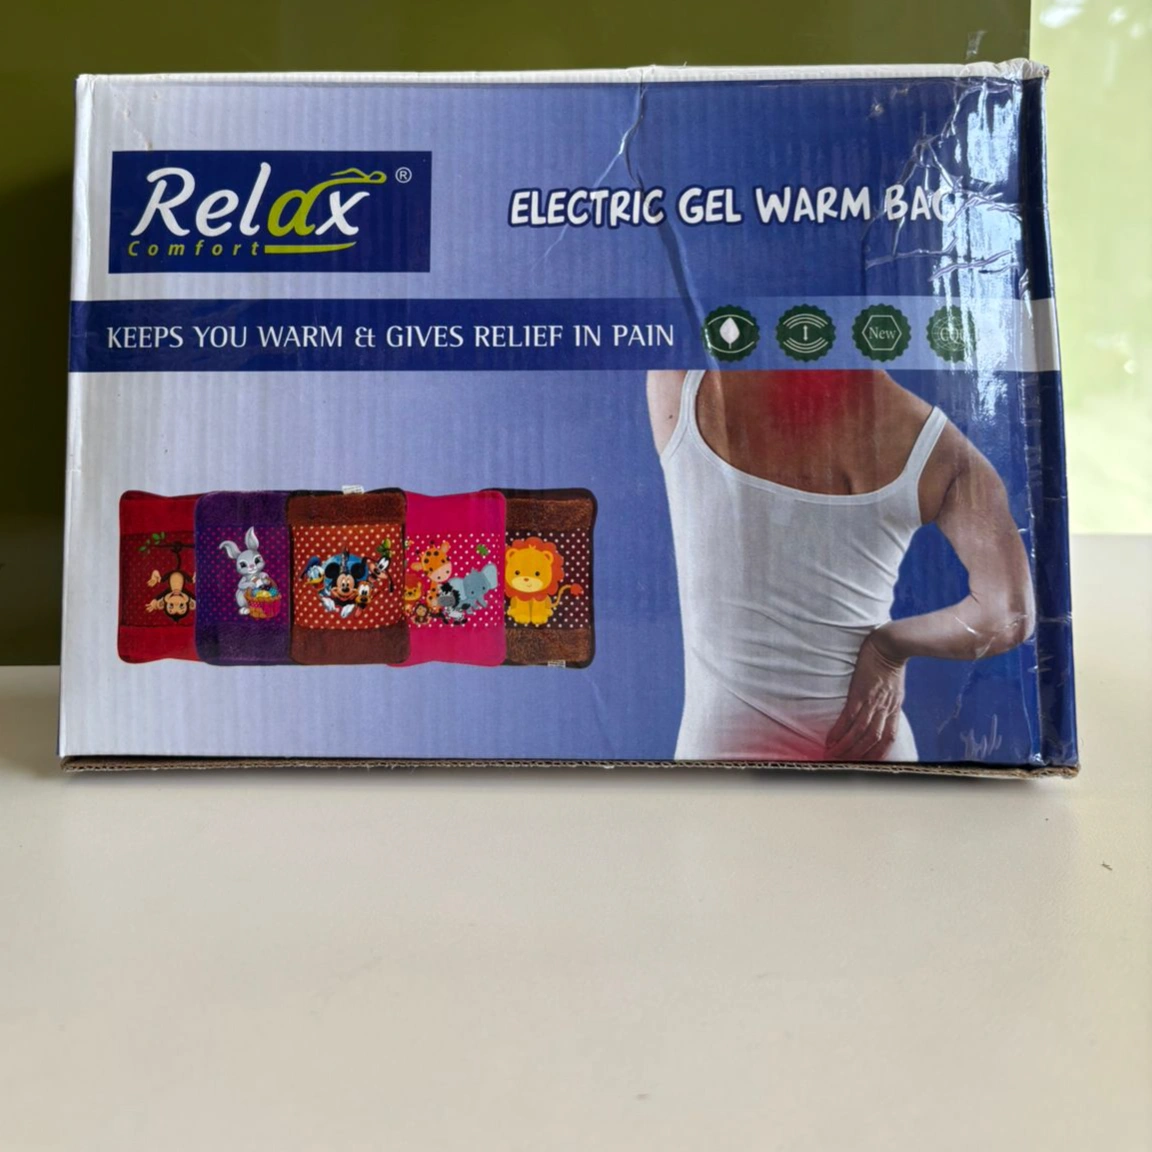 Relax®
Comfort
ELECTRIC GEL WARM BAG
KEEPS YOU WARM & GIVES RELIEF IN PAIN
New